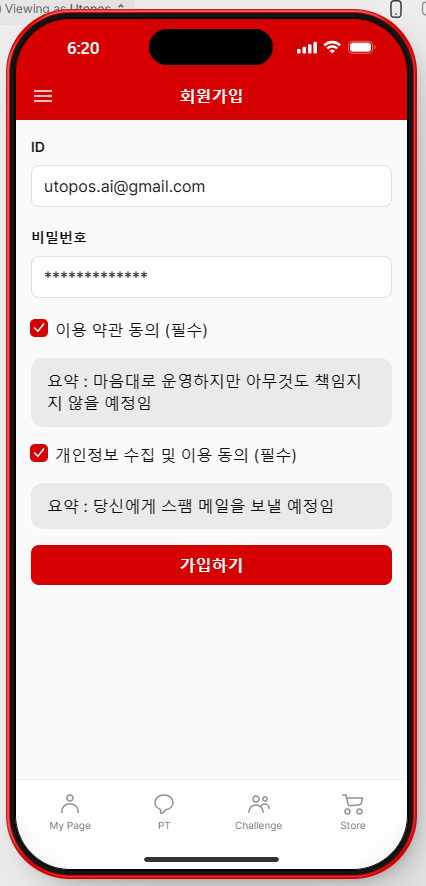 Viewing as Utopos
6:20
회원가입
ID
utopos.ai@gmail.com
비밀번호
*************
이용 약관 동의 (필수)
요약 : 마음대로 운영하지만 아무것도 책임지
지 않을 예정임
개인정보 수집 및 이용 동의 (필수)
요약 : 당신에게 스팸 메일을 보낼 예정임
가입하기
My Page
PT
Challenge
Store